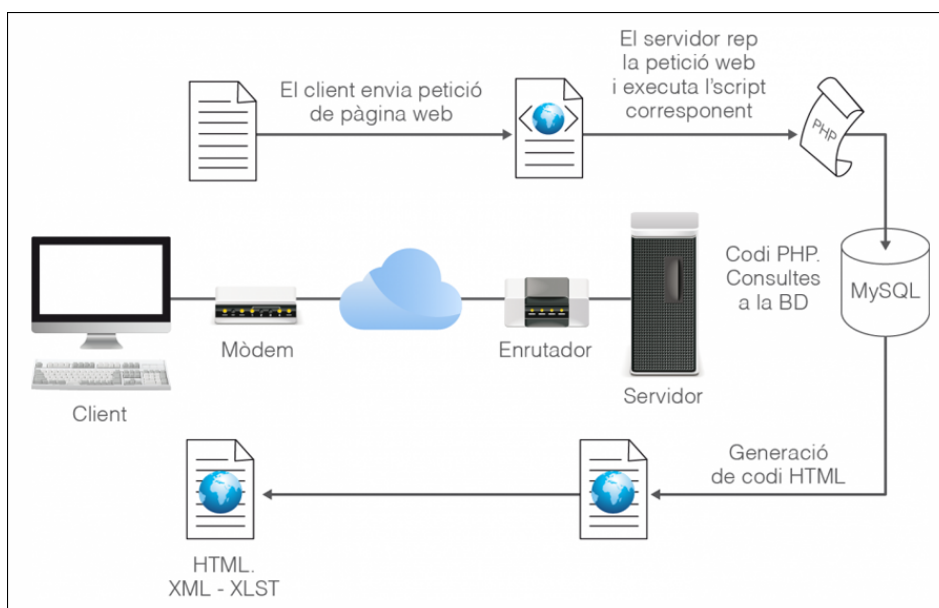 El client envia petició
de pàgina web
El servidor rep
la petició web
i executa l'script
corresponent
PHP
Codi PHP.
Consultes
a la BD
MySQL
Mòdem
Enrutador
Servidor
Client
Generació
de codi HTML
HTML.
XML - XLST